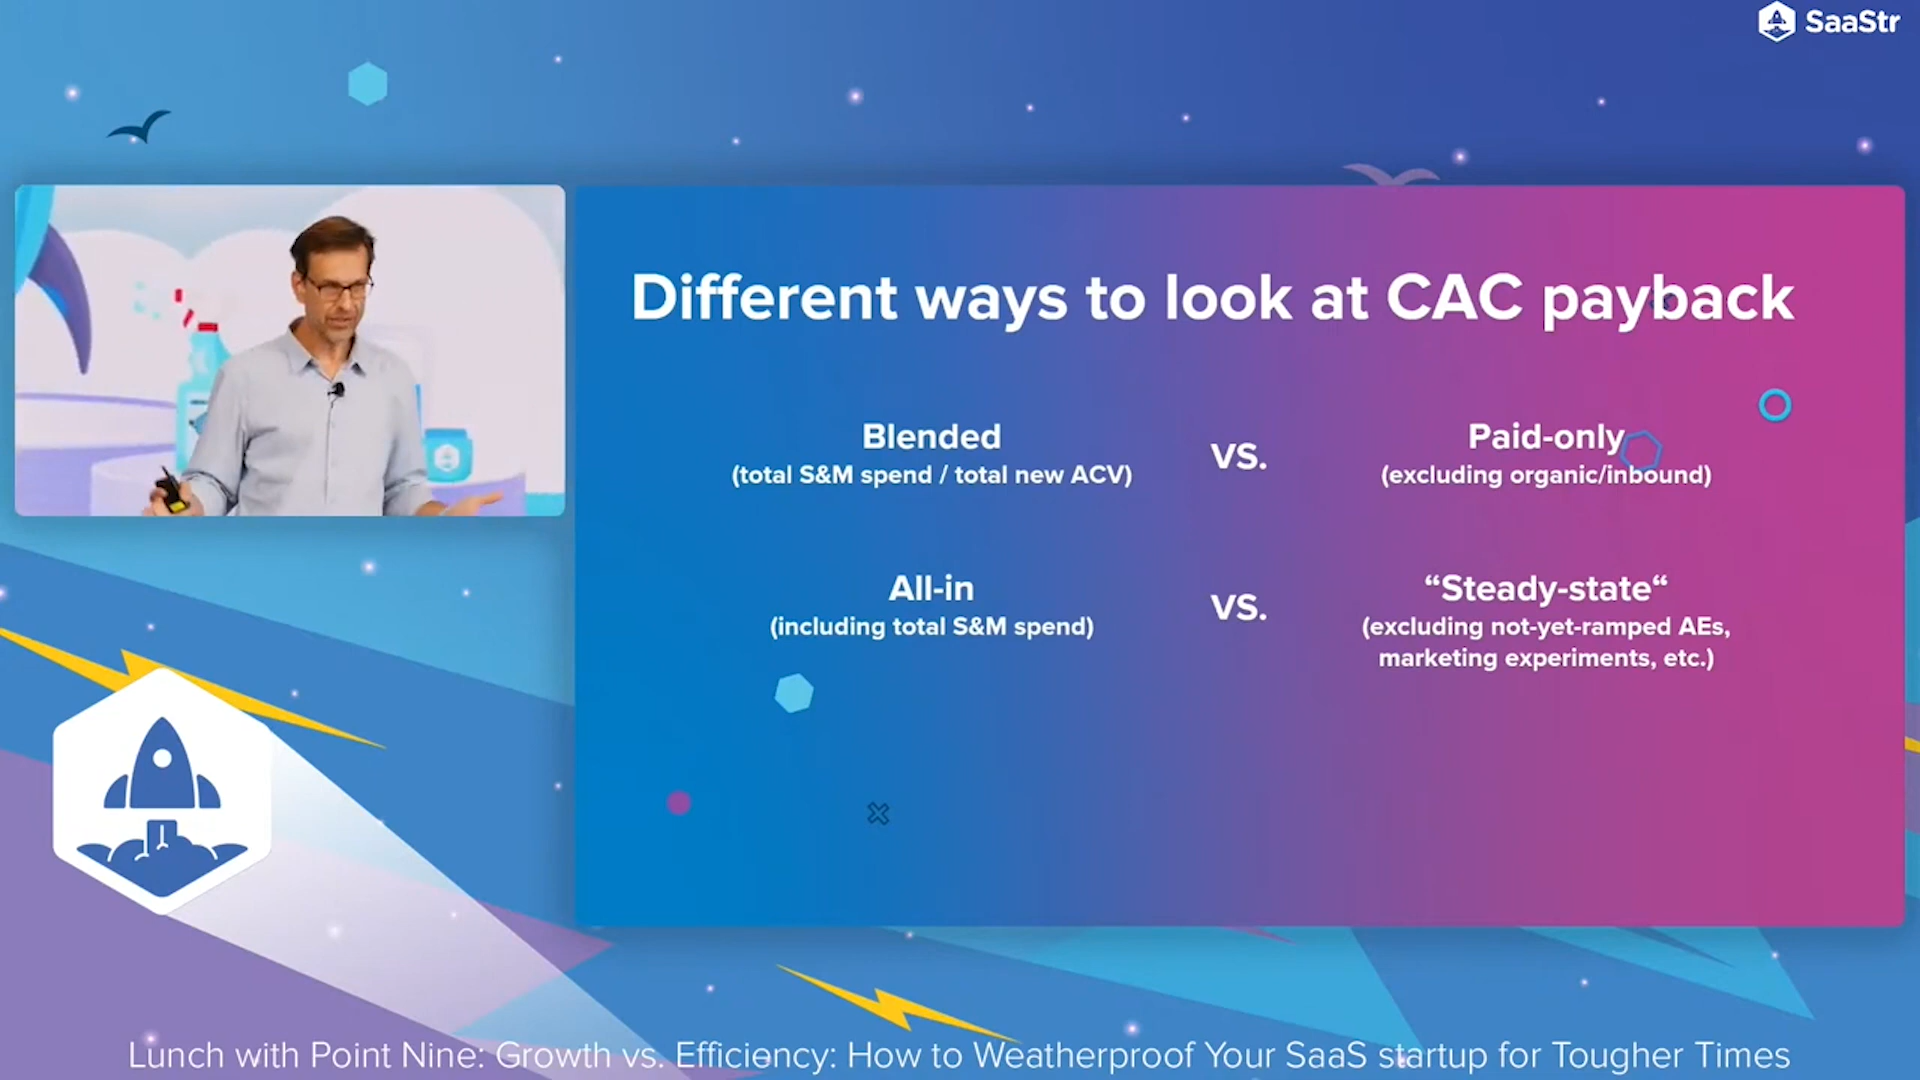 SaaStr
Different ways to look at CAC payback
Blended
(total S&M spend / total new ACV)
vs.
Paid-only
(excluding organic/inbound)
All-in
(including total S&M spend)
vs.
“Steady-state“
(excluding not-yet-ramped AEs,
marketing experiments, etc.)
Lunch with Point Nine: Growth vs. Efficiency: How to Weatherproof Your SaaS startup for Tougher Times